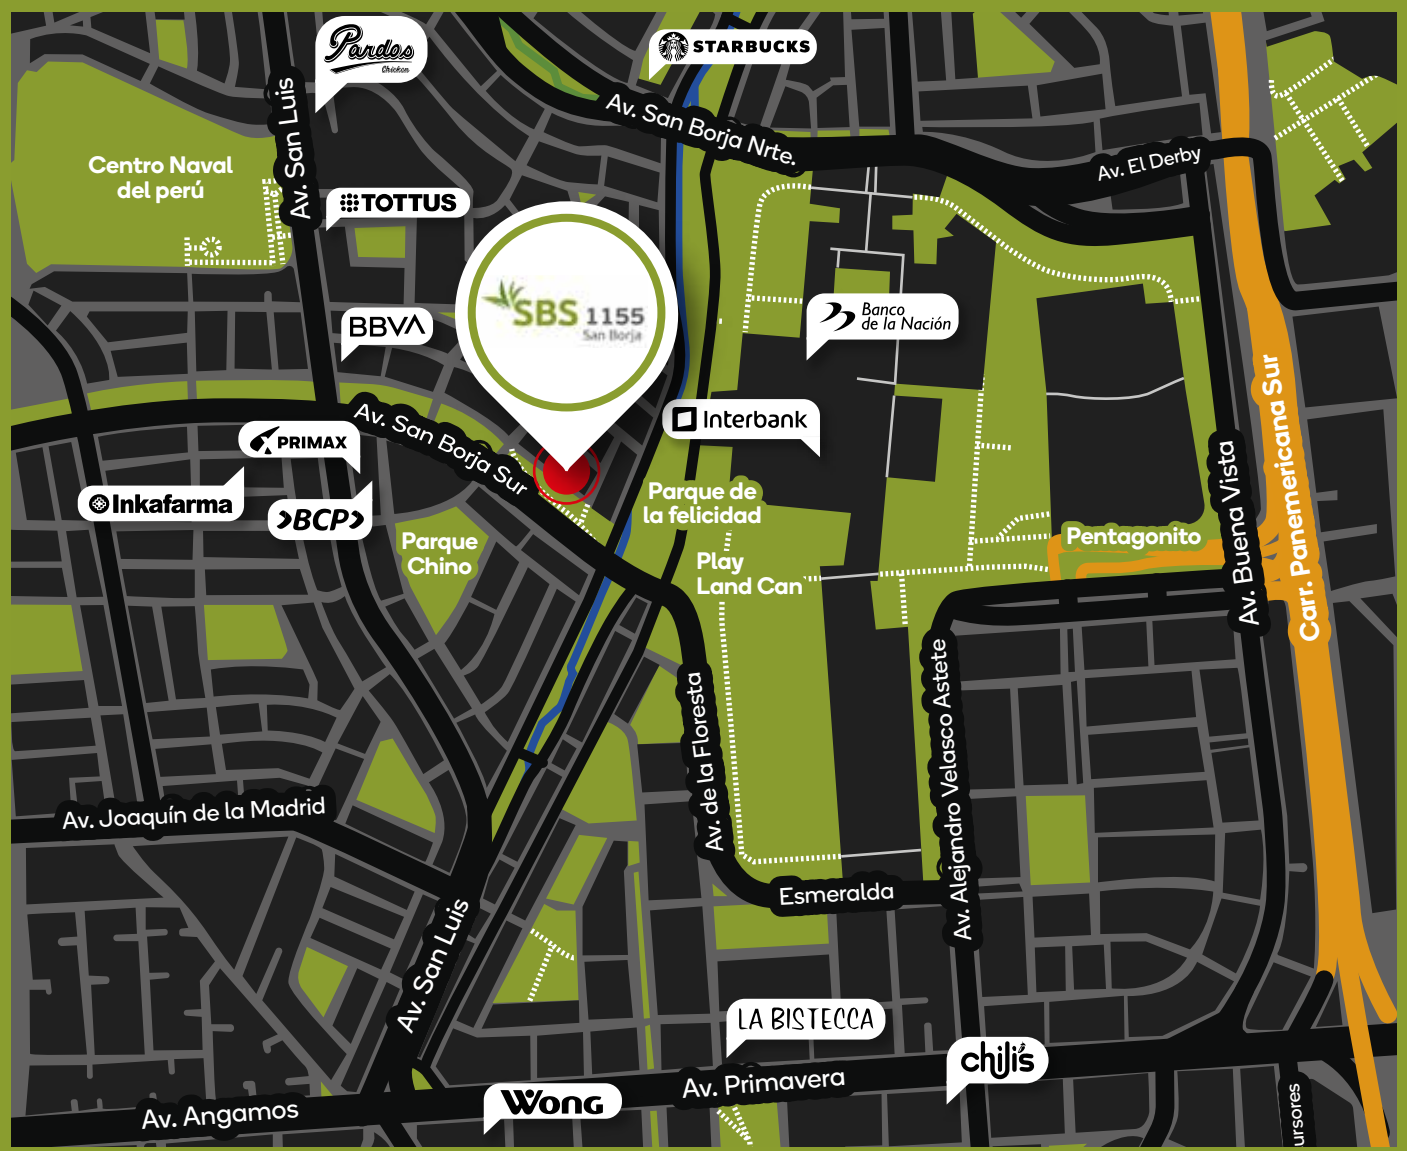 Pardos
Chicken
STARBUCKS
Av. San Luis
Av. San Borja Nrte.
Av. El Derby
Centro Naval
del perú
TOTTUS
SBS 1155
San Borja
Banco
de la Nación
BBVA
Carr. Panemericana Sur
Av. San Borja Sur
Interbank
PRIMAX
Av. Buena Vista
Inkafarma
BCP
Parque de
la felicidad
Parque
Chino
Pentagonito
Play
Land Can
Av. de la Floresta
Av. Alejandro Velasco Astete
Av. Joaquín de la Madrid
Esmeralda
Av. San Luis
LA BISTECCA
chili's
Av. Primavera
Wong
Av. Angamos
ursores